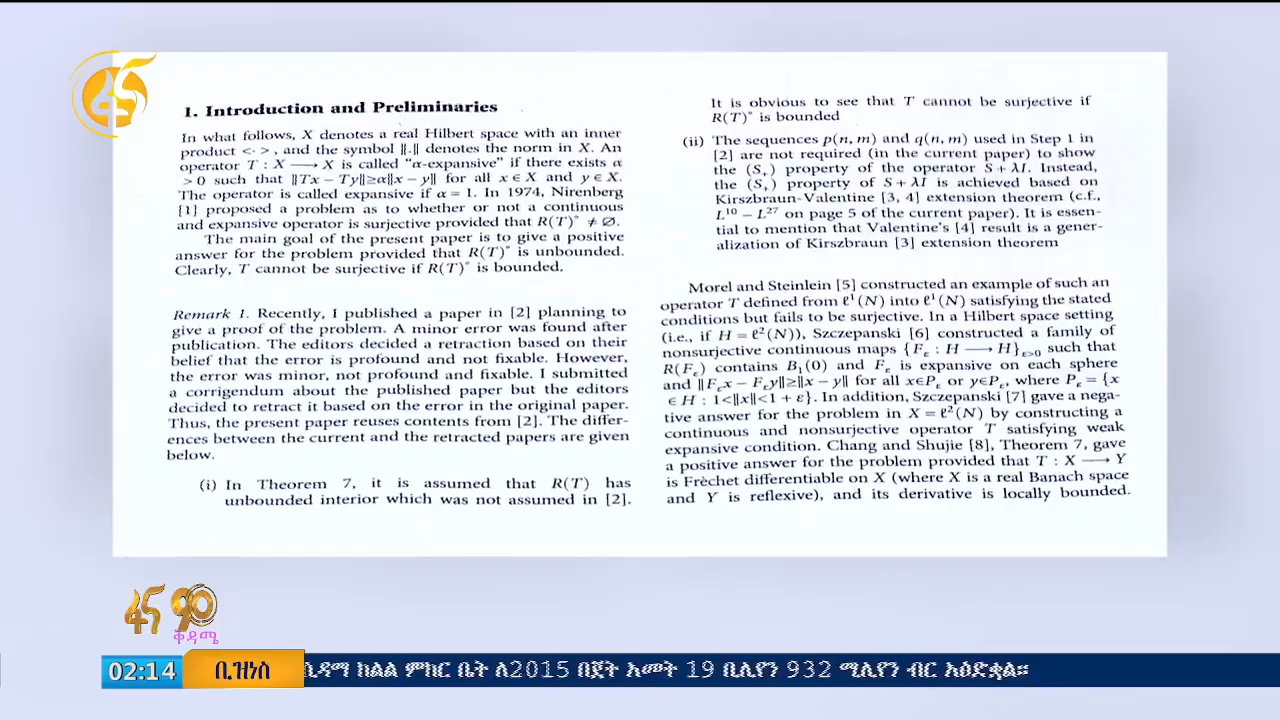 1. Introduction and Preliminaries
In what follows, X denotes a real Hilbert space with an inner
product <·>, and the symbol ‖.‖ denotes the norm in X. An
operator T : X ⟶ X is called “α-expansive” if there exists α
>0 such that ‖Tx − Ty‖≥α‖x − y‖ for all x∈X and y∈X.
The operator is called expansive if α = 1. In 1974, Nirenberg
[1] proposed a problem as to whether or not a continuous
and expansive operator is surjective provided that R(T)° ≠ ∅.
The main goal of the present paper is to give a positive
answer for the problem provided that R(T)° is unbounded.
Clearly, T cannot be surjective if R(T)° is bounded.
Remark 1. Recently, I published a paper in [2] planning to
give a proof of the problem. A minor error was found after
publication. The editors decided a retraction based on their
belief that the error is profound and not fixable. However,
the error was minor, not profound and fixable. I submitted
a corrigendum about the published paper but the editors
decided to retract it based on the error in the original paper.
Thus, the present paper reuses contents from [2]. The differ-
ences between the current and the retracted papers are given
below.
(i) In Theorem 7, it is assumed that R(T) has
unbounded interior which was not assumed in [2].
It is obvious to see that T cannot be surjective if
R(T)° is bounded
(ii) The sequences p(n, m) and q(n, m) used in Step 1 in
[2] are not required (in the current paper) to show
the (S₊) property of the operator S + λI. Instead,
the (S₊) property of S + λI is achieved based on
Kirszbraun-Valentine [3, 4] extension theorem (c.f.,
L¹⁰ − L²⁷ on page 5 of the current paper). It is essen-
tial to mention that Valentine's [4] result is a gener-
alization of Kirszbraun [3] extension theorem
Morel and Steinlein [5] constructed an example of such an
operator T defined from ℓ¹(N) into ℓ¹(N) satisfying the stated
conditions but fails to be surjective. In a Hilbert space setting
(i.e., if H = ℓ²(N)), Szczepanski [6] constructed a family of
nonsurjective continuous maps {Fε : H ⟶ H}ε>0 such that
R(Fε) contains B₁(0) and Fε is expansive on each sphere
and ‖Fεx − Fεy‖≥‖x − y‖ for all x∈Pε or y∈Pε, where Pε = {x
∈ H : 1<‖x‖<1 + ε}. In addition, Szczepanski [7] gave a nega-
tive answer for the problem in X = ℓ²(N) by constructing a
continuous and nonsurjective operator T satisfying weak
expansive condition. Chang and Shujie [8], Theorem 7, gave
a positive answer for the problem provided that T : X ⟶ Y
is Frèchet differentiable on X (where X is a real Banach space
and Y is reflexive), and its derivative is locally bounded.
ፋና 90
ቅዳሜ
02:14 ቢዝነስ ሲዳማ ክልል ምክር ቤት ለ2015 በጀት አመት 19 ቢሊየን 932 ሚሊየን ብር አፅድቋል።